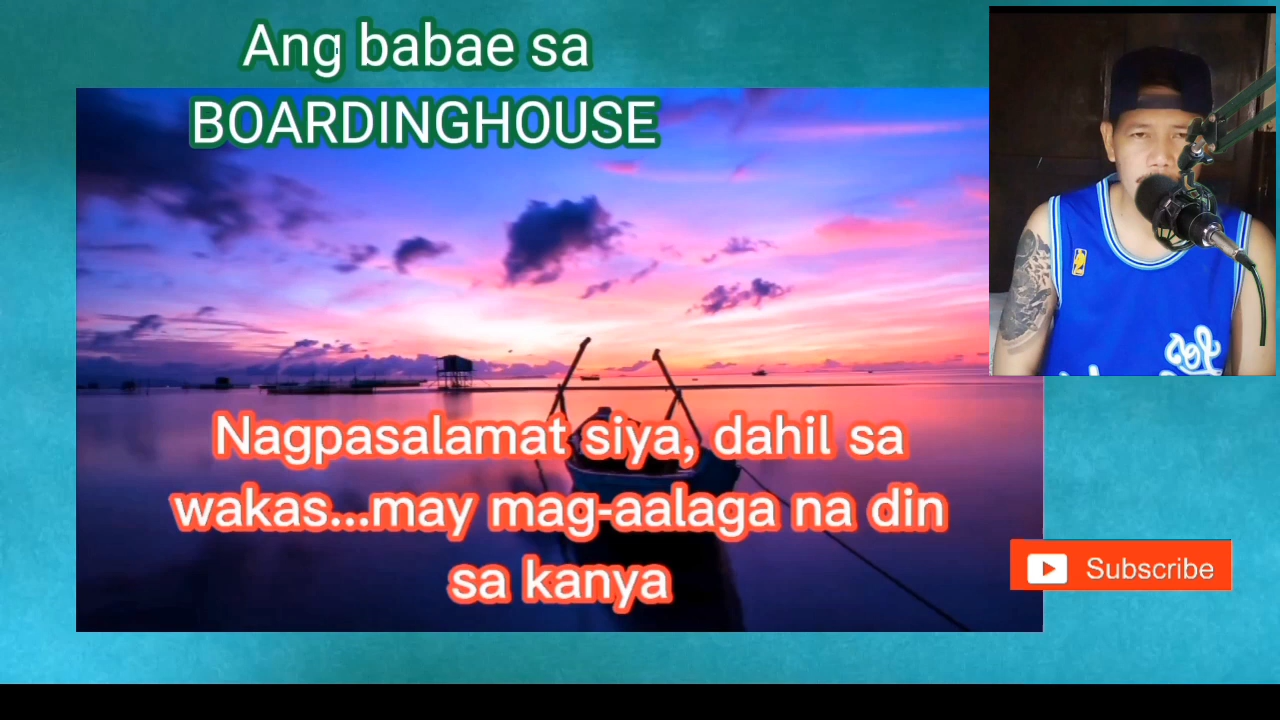 Ang babae sa
BOARDINGHOUSE
Nagpasalamat siya, dahil sa
wakas...may mag-aalaga na din
sa kanya
Subscribe